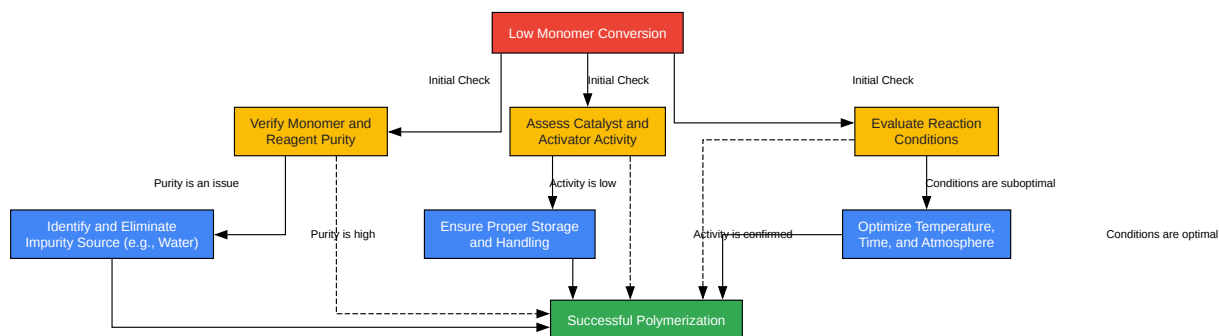 Low Monomer Conversion
Initial Check
Initial Check
Initial Check
Verify Monomer and
Reagent Purity
Assess Catalyst and
Activator Activity
Evaluate Reaction
Conditions
Purity is an issue
Activity is low
Conditions are suboptimal
Identify and Eliminate
Impurity Source (e.g., Water)
Purity is high
Ensure Proper Storage
and Handling
Activity is confirmed
Optimize Temperature,
Time, and Atmosphere
Conditions are optimal
Successful Polymerization